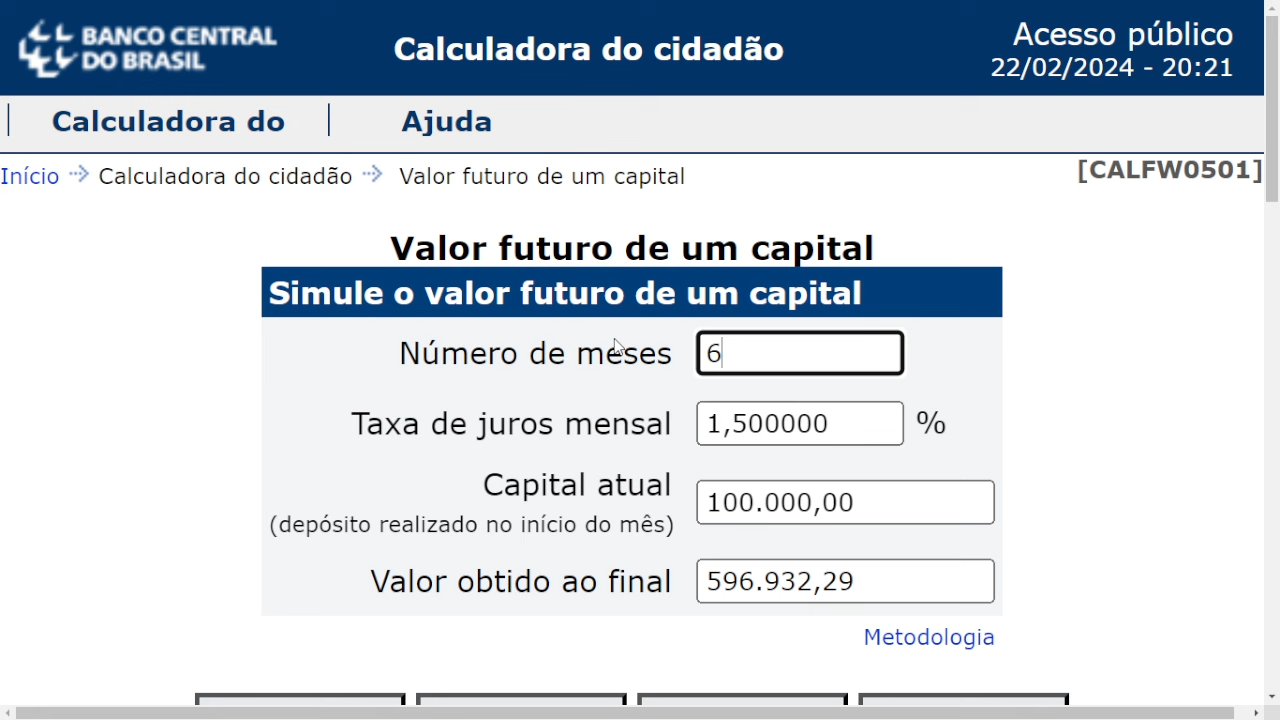 BANCO CENTRAL
DO BRASIL
Calculadora do cidadão
Acesso público
22/02/2024 - 20:21
Calculadora do
Ajuda
Início Calculadora do cidadão Valor futuro de um capital
[CALFW0501]
Valor futuro de um capital
Simule o valor futuro de um capital
Número de meses 6
Taxa de juros mensal 1,500000 %
Capital atual
(depósito realizado no início do mês) 100.000,00
Valor obtido ao final 596.932,29
Metodologia